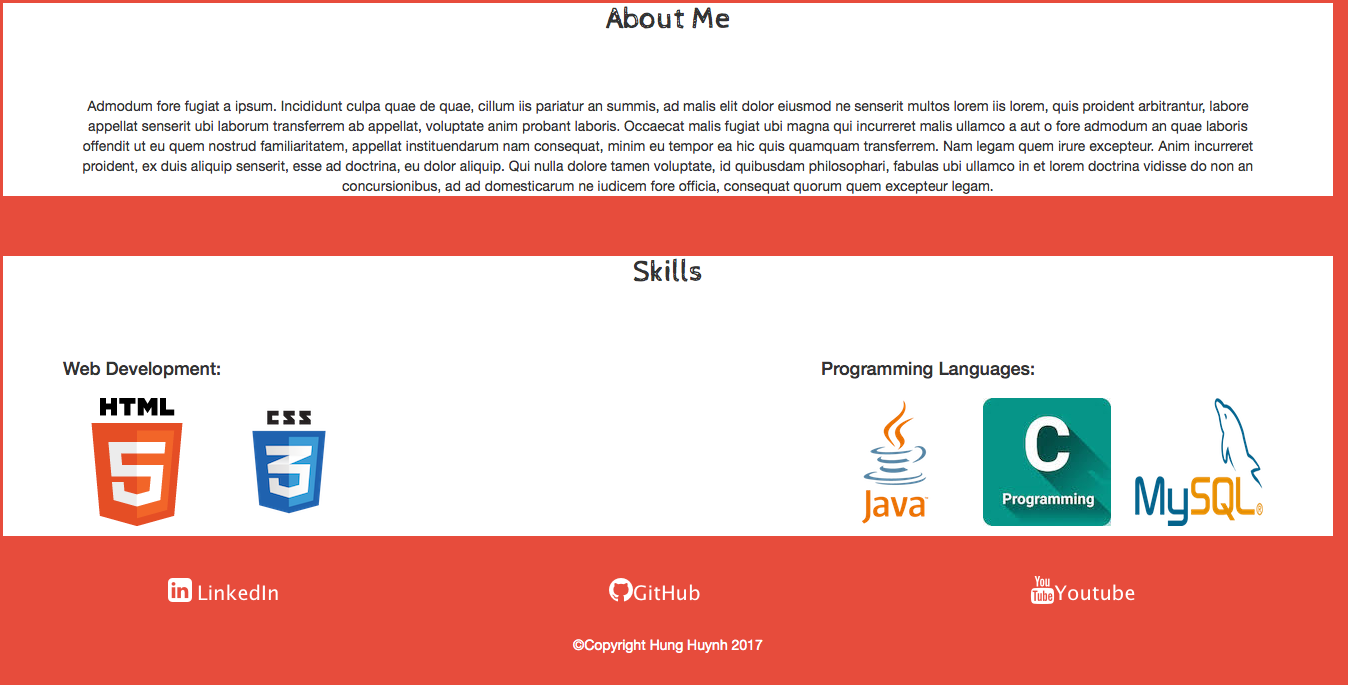 About Me
Admodum fore fugiat a ipsum. Incididunt culpa quae de quae, cillum iis pariatur an summis, ad malis elit dolor eiusmod ne senserit multos lorem iis lorem, quis proident arbitrantur, labore
appellat senserit ubi laborum transferrem ab appellat, voluptate anim probant laboris. Occaecat malis fugiat ubi magna qui incurreret malis ullamco a aut o fore admodum an quae laboris
offendit ut eu quem nostrud familiaritatem, appellat instituendarum nam consequat, minim eu tempor ea hic quis quamquam transferrem. Nam legam quem irure excepteur. Anim incurreret
proident, ex duis aliquip senserit, esse ad doctrina, eu dolor aliquip. Qui nulla dolore tamen voluptate, id quibusdam philosophari, fabulas ubi ullamco in et lorem doctrina vidisse do non an
concursionibus, ad ad domesticarum ne iudicem fore officia, consequat quorum quem excepteur legam.
Skills
Web Development:
HTML
5
CSS
3
Programming Languages:
Java™
C
Programming
MySQL®
in LinkedIn
GitHub
You
Tube Youtube
©Copyright Hung Huynh 2017